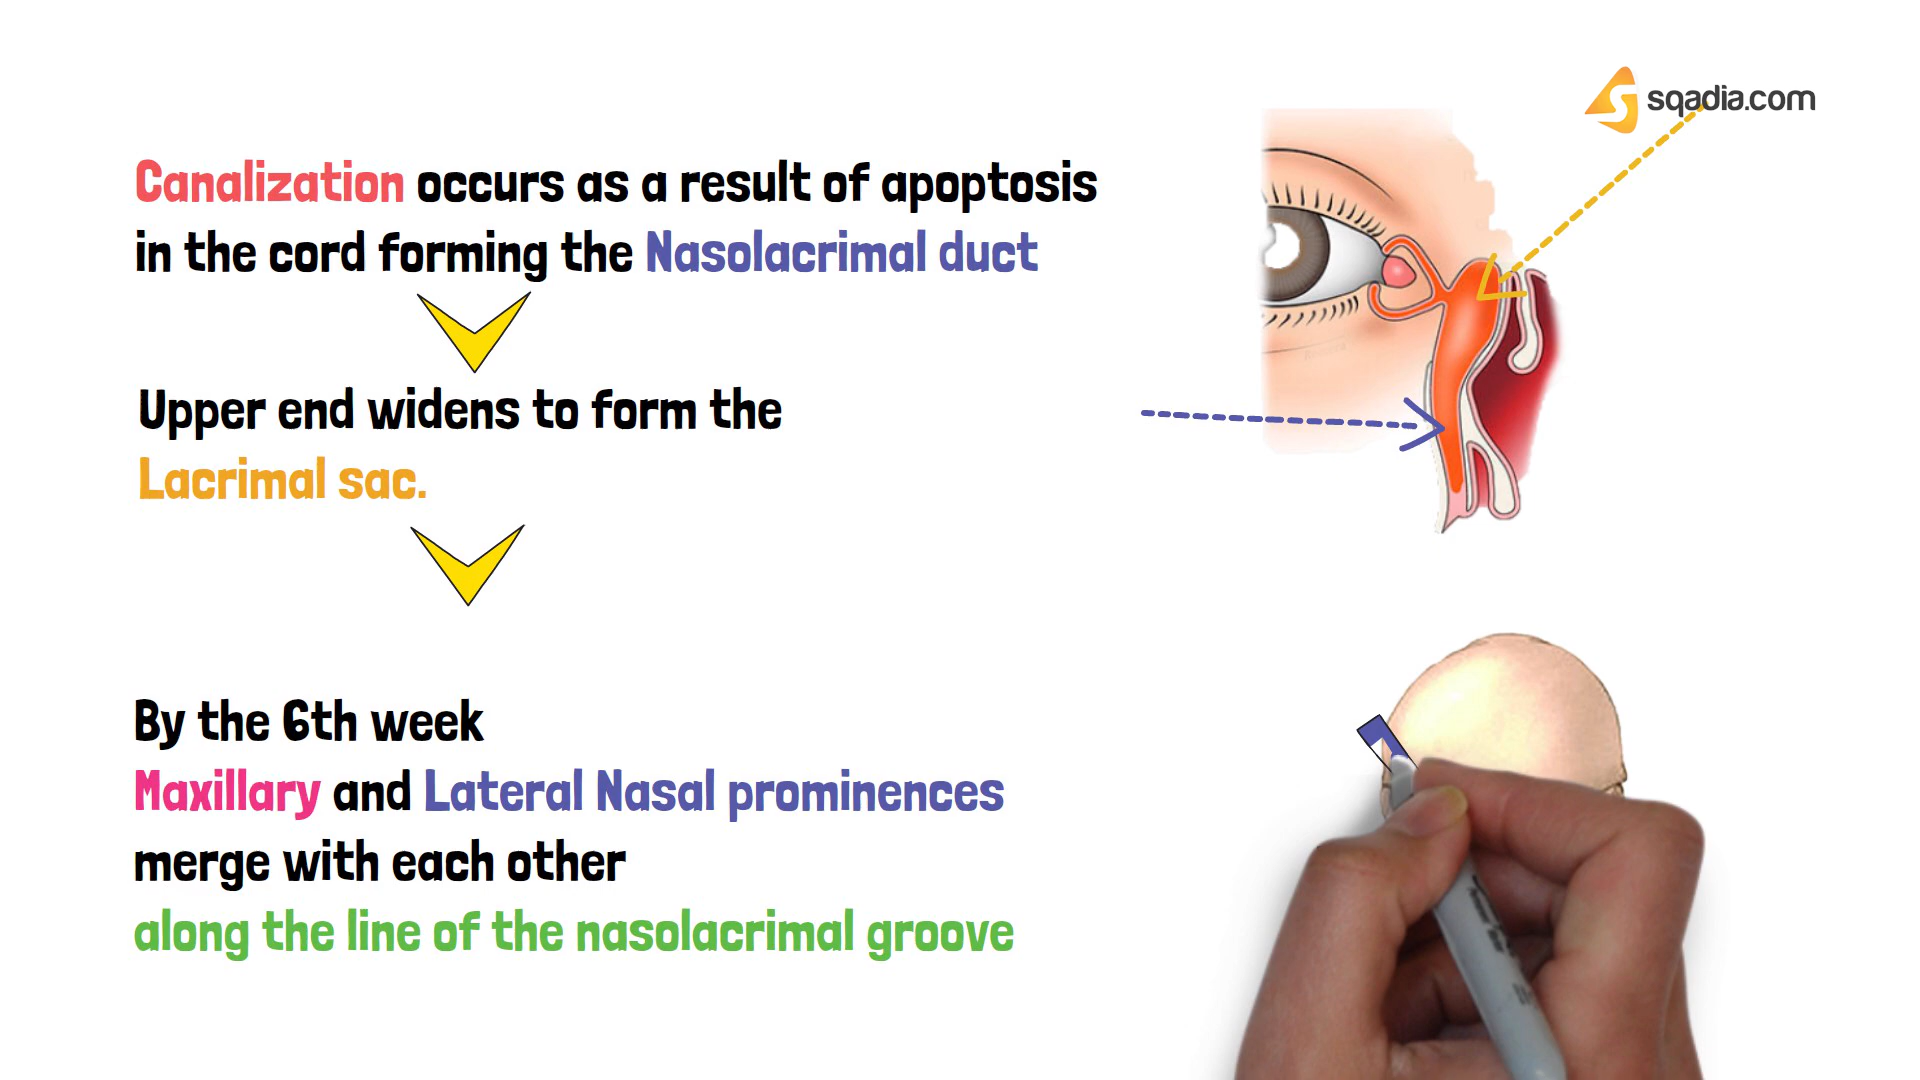 sqadia.com
Canalization occurs as a result of apoptosis
in the cord forming the Nasolacrimal duct
Upper end widens to form the
Lacrimal sac.
By the 6th week
Maxillary and Lateral Nasal prominences
merge with each other
along the line of the nasolacrimal groove